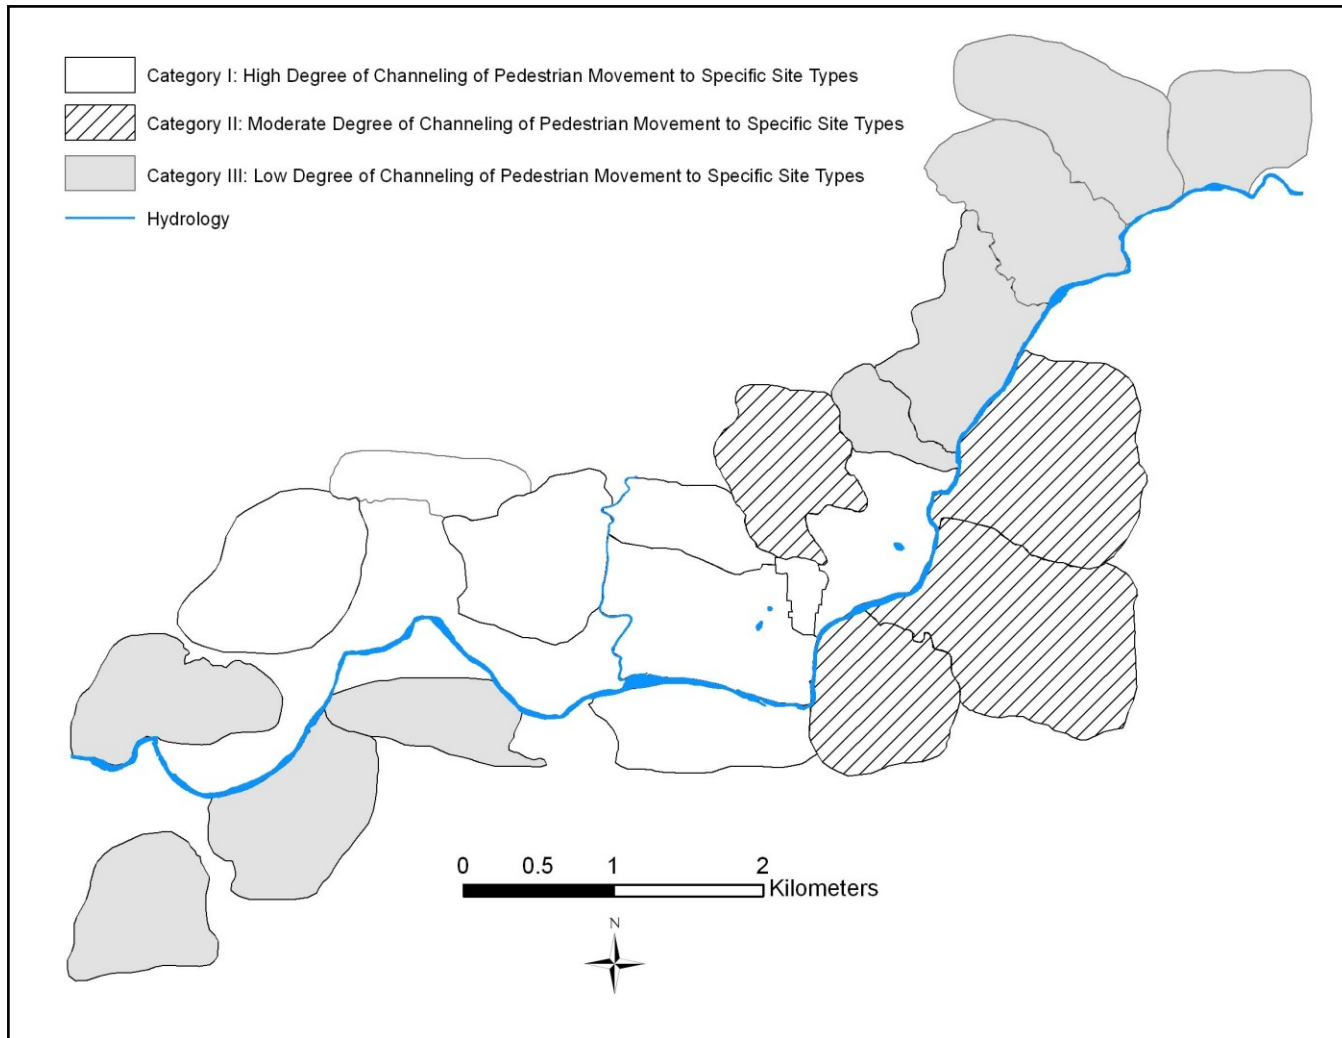 Category I: High Degree of Channeling of Pedestrian Movement to Specific Site Types
Category II: Moderate Degree of Channeling of Pedestrian Movement to Specific Site Types
Category III: Low Degree of Channeling of Pedestrian Movement to Specific Site Types
Hydrology
0 0.5 1 2
Kilometers
N